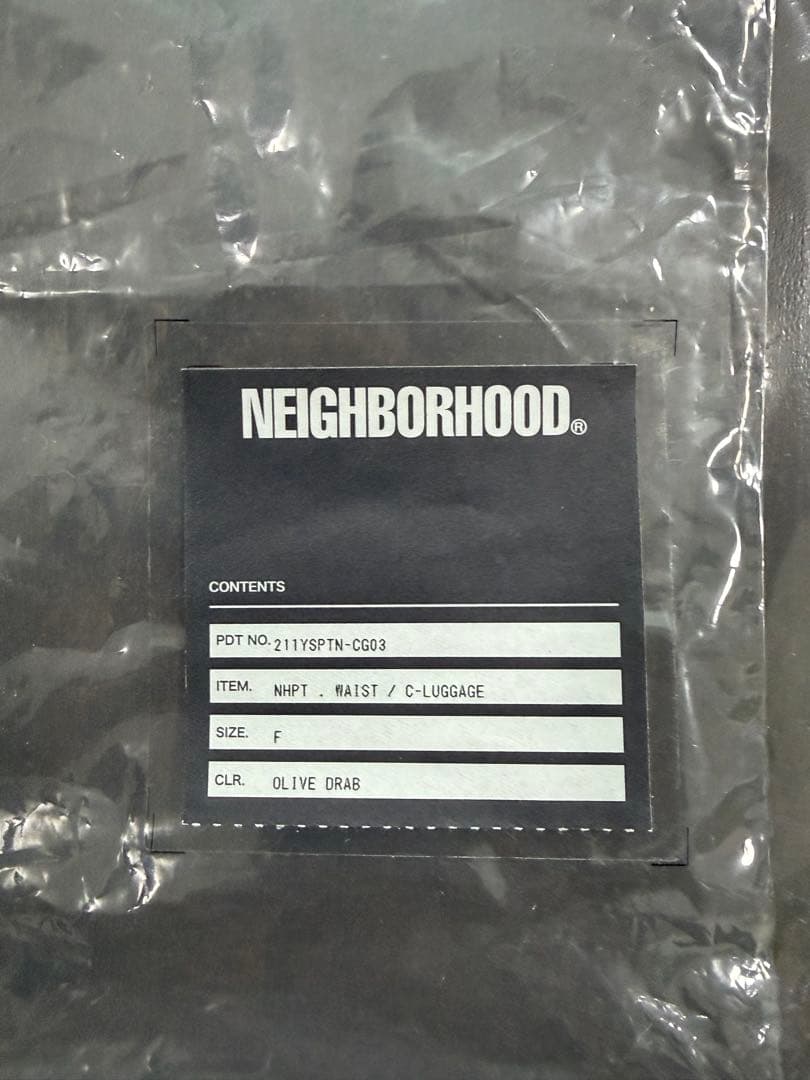 NEIGHBORHOOD®
CONTENTS
PDT NO. 211YSPTN-CG03
ITEM. NHPT . WAIST / C-LUGGAGE
SIZE. F
CLR. OLIVE DRAB